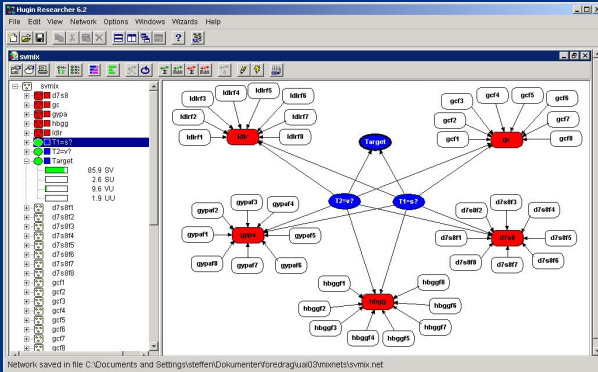 Hugin Researcher 6.2
File Edit View Network Options Windows Wizards Help
svmix
svmix
d7s8
gc
gypa
hbgg
ldlr
T1=s?
T2=v?
Target
85.9 SV
2.6 SU
9.6 VU
1.9 UU
d7s8f1
d7s8f2
d7s8f3
d7s8f4
d7s8f5
d7s8f6
d7s8f7
d7s8f8
gcf1
gcf2
gcf3
gcf4
gcf5
gcf6
gcf7
gcf8
ldlrf4 ldlrf5
ldlrf3 ldlrf6
ldlrf2 ldlrf7
ldlrf1 ldlr ldlrf8
gcf4 gcf5
gcf3 gcf6
gcf2 gcf7
gcf1 gc gcf8
Target
T2=v? T1=s?
gypaf3 gypaf4
gypaf2
gypaf1 gypa gypaf5
gypaf8 gypaf7 gypaf6
d7s8f3
d7s8f2 d7s8f4
d7s8f1 d7s8 d7s8f5
d7s8f8 d7s8f7 d7s8f6
hbggf1 hbggf8
hbggf2 hbgg hbggf6
hbggf3 hbggf4 hbggf5 hbggf7
Network saved in file C:\Documents and Settings\steffen\Dokumenter\foredrag\uai03\mixnets\svmix.net